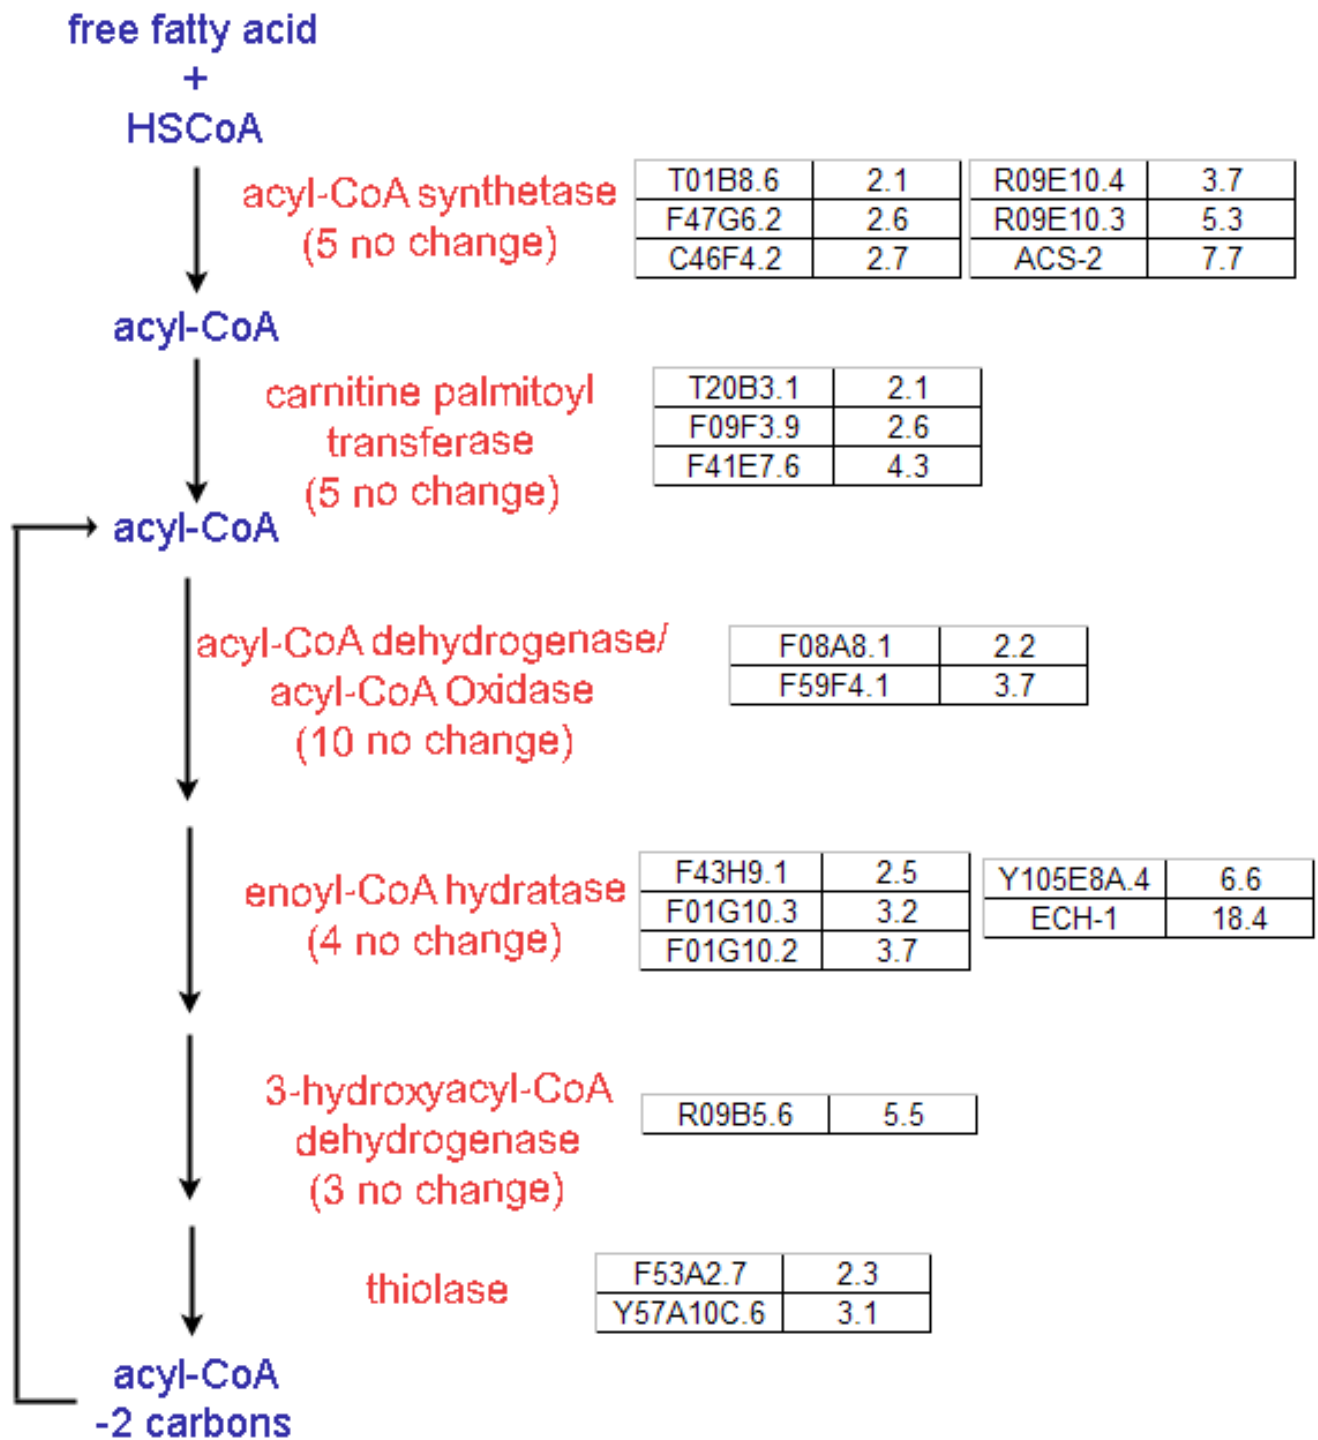 free fatty acid
+
HSCoA
acyl-CoA synthetase
(5 no change)
T01B8.6 2.1 R09E10.4 3.7
F47G6.2 2.6 R09E10.3 5.3
C46F4.2 2.7 ACS-2 7.7
acyl-CoA
carnitine palmitoyl
transferase
(5 no change)
T20B3.1 2.1
F09F3.9 2.6
F41E7.6 4.3
acyl-CoA
acyl-CoA dehydrogenase/
acyl-CoA Oxidase
(10 no change)
F08A8.1 2.2
F59F4.1 3.7
enoyl-CoA hydratase
(4 no change)
F43H9.1 2.5 Y105E8A.4 6.6
F01G10.3 3.2 ECH-1 18.4
F01G10.2 3.7
3-hydroxyacyl-CoA
dehydrogenase
(3 no change)
R09B5.6 5.5
thiolase
F53A2.7 2.3
Y57A10C.6 3.1
acyl-CoA
-2 carbons